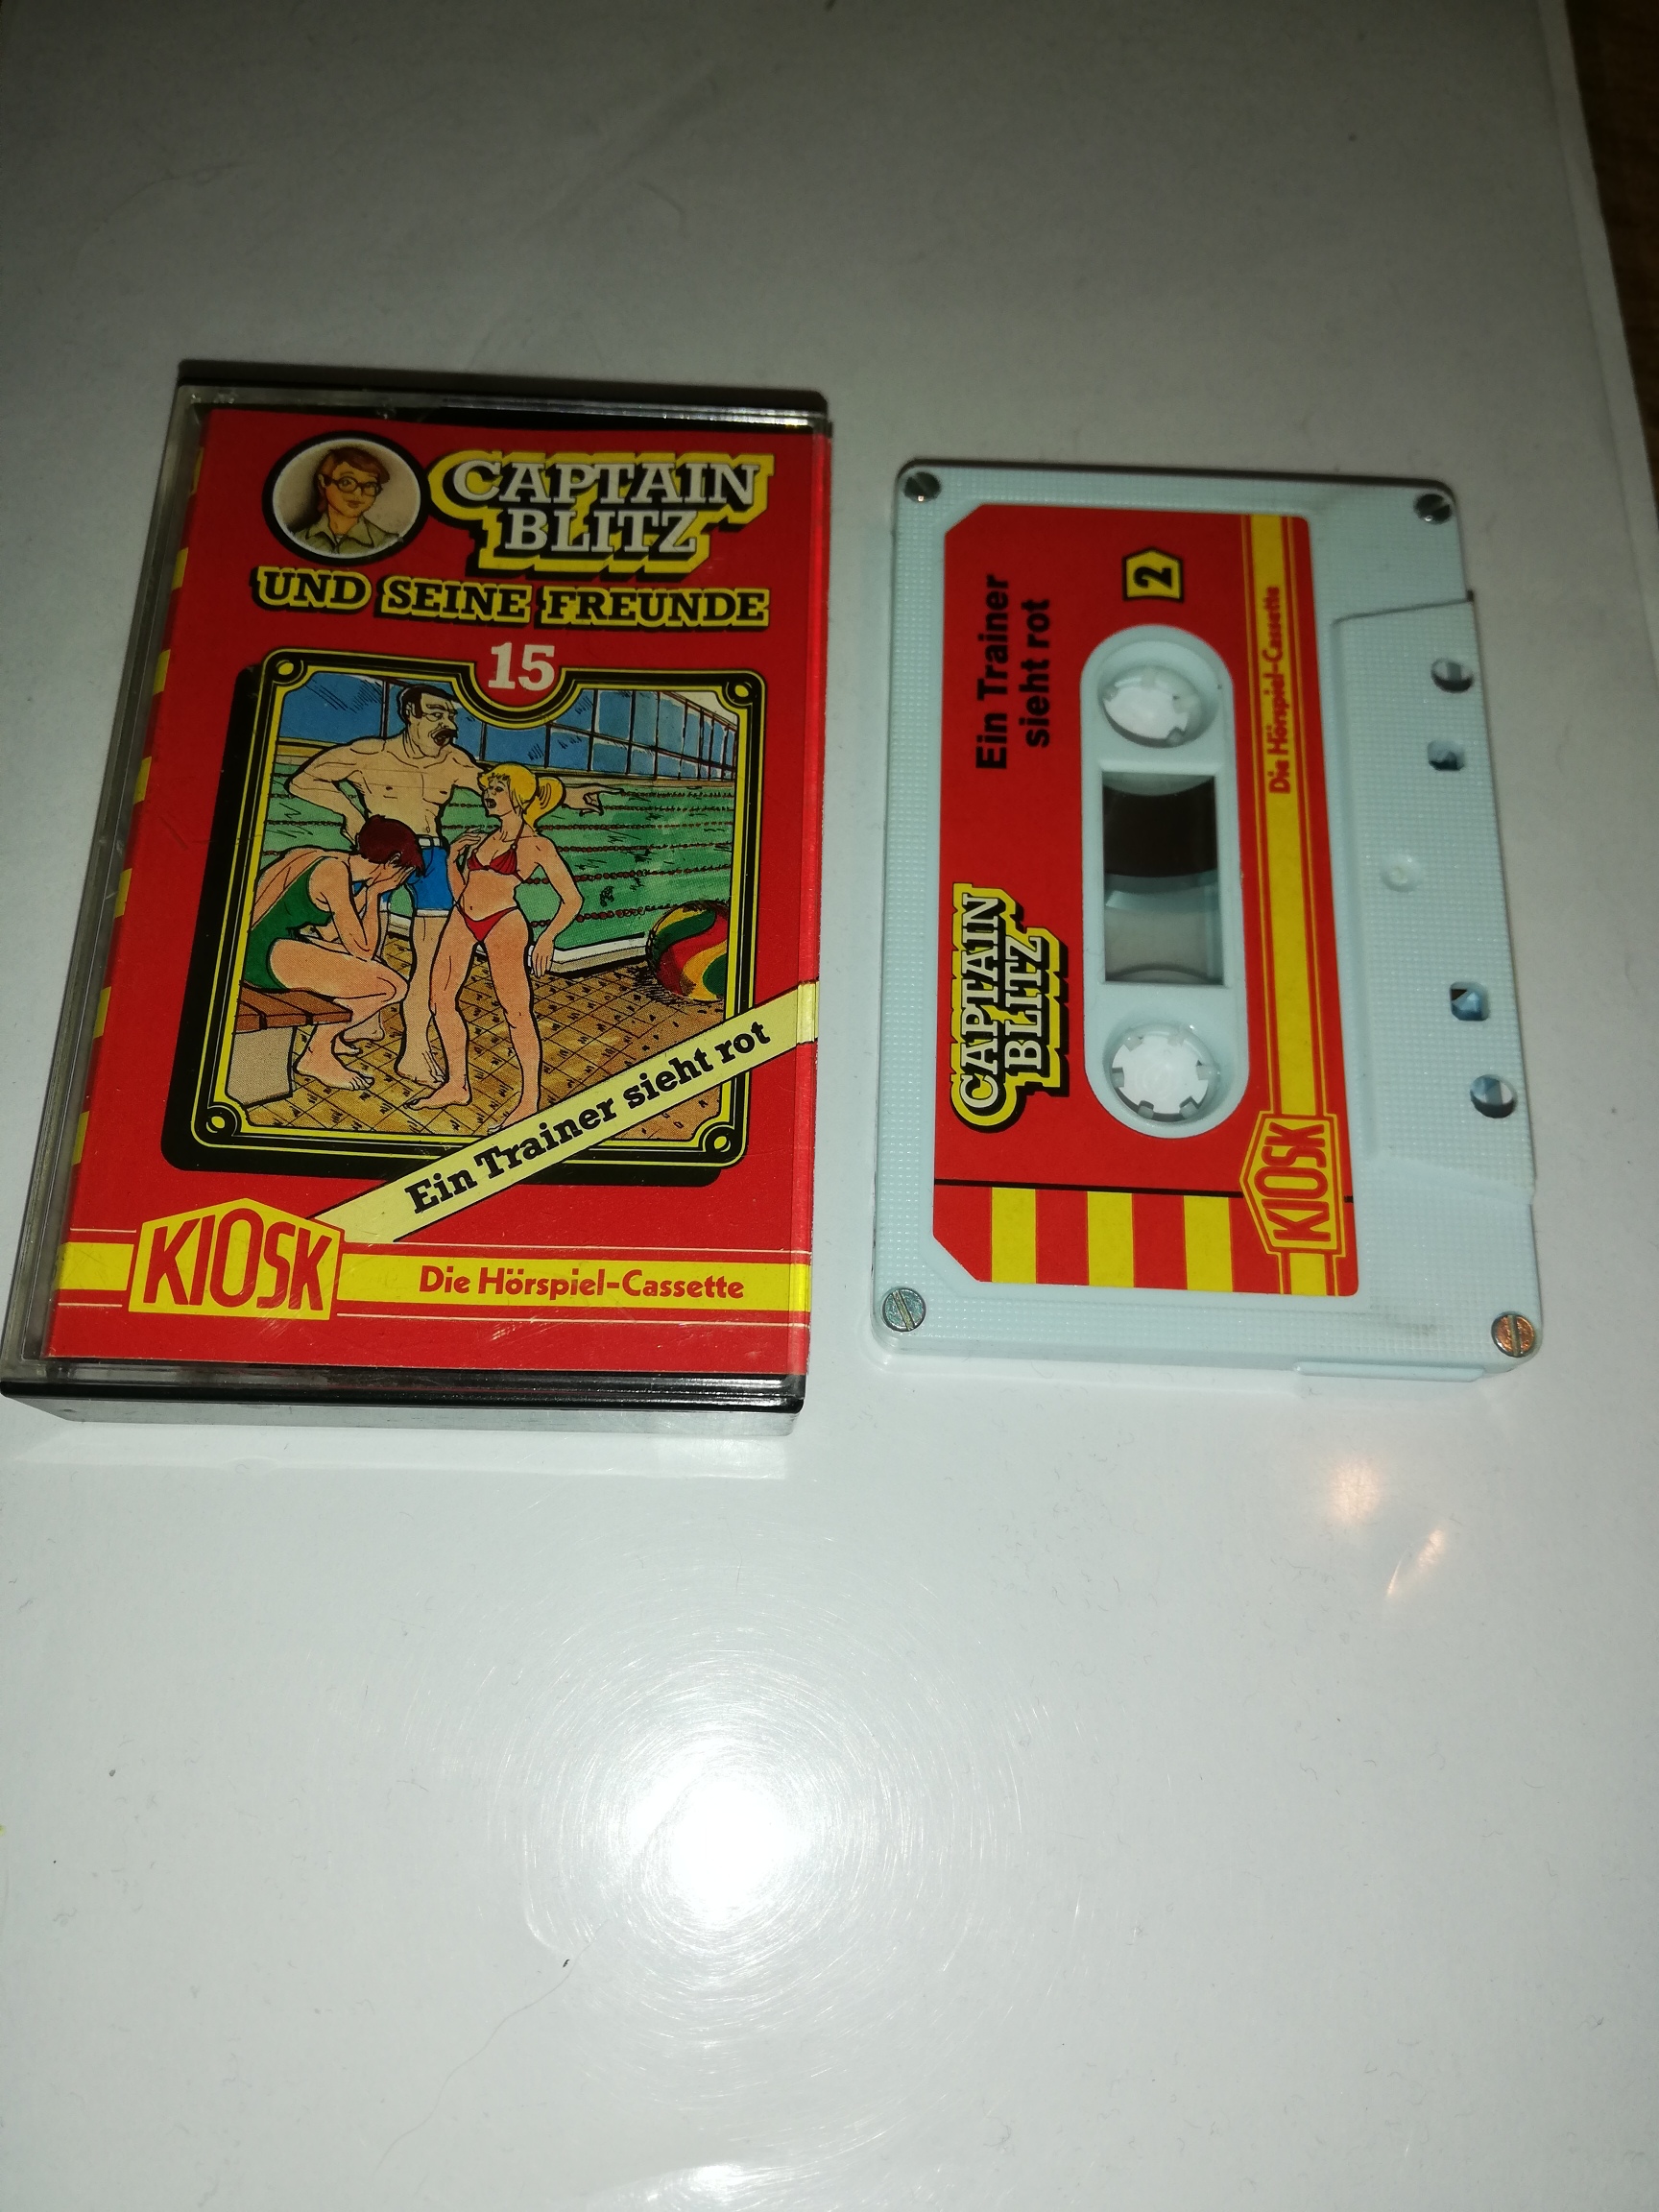 CAPTAIN
BLITZ
UND SEINE FREUNDE
15
Ein Trainer sieht rot
KIOSK
Die Hörspiel-Cassette
Ein Trainer
sieht rot
2
CAPTAIN
BLITZ
Die Hörspiel-Cassette
KIOSK